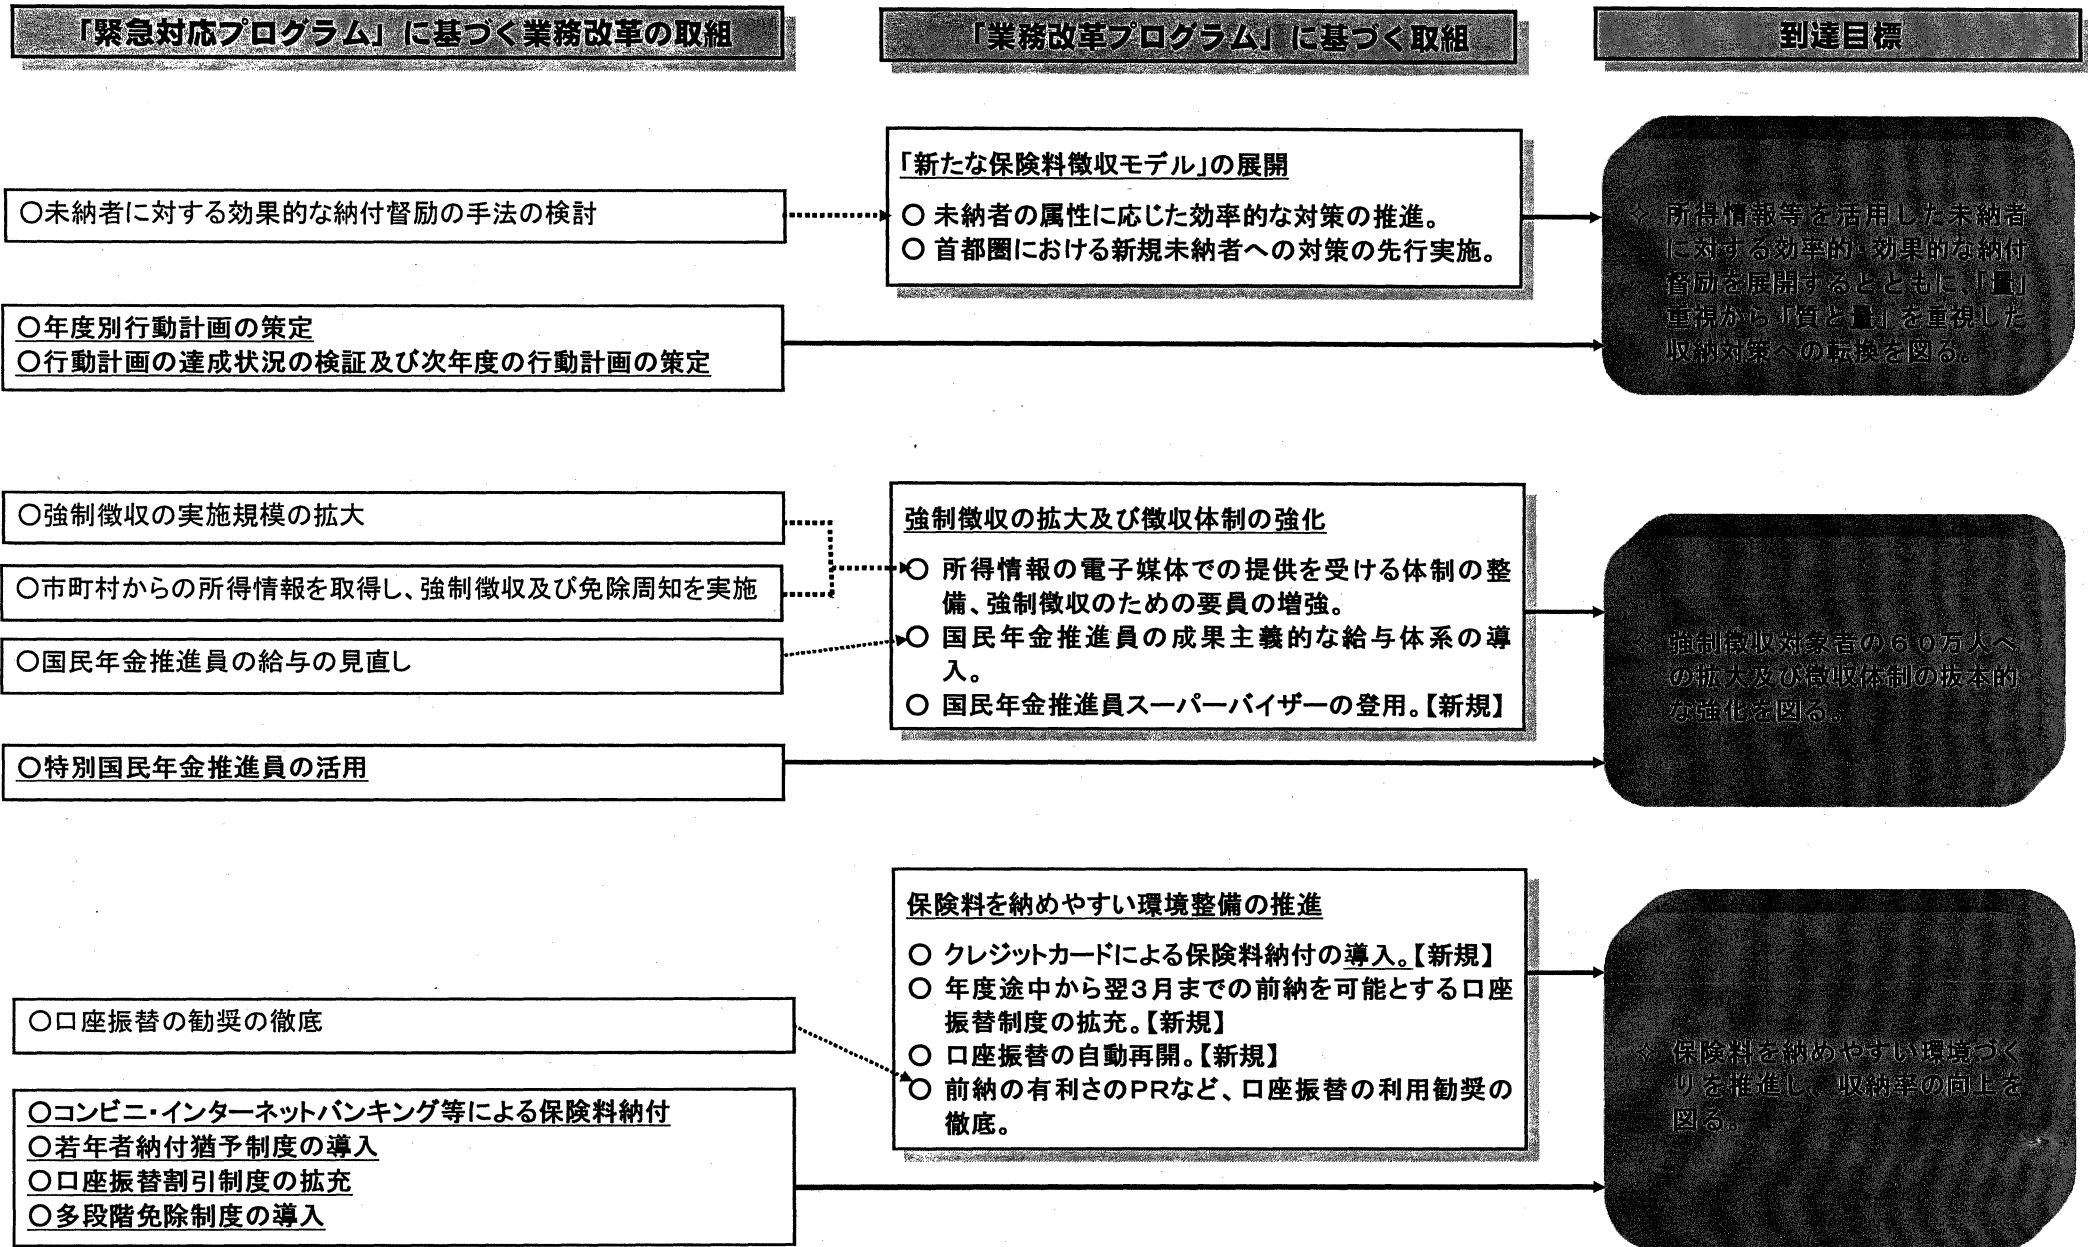 「緊急対応プログラム」に基づく業務改革の取組
「業務改革プログラム」に基づく取組
到達目標
○未納者に対する効果的な納付督励の手法の検討
「新たな保険料徴収モデル」の展開
○ 未納者の属性に応じた効率的な対策の推進。
○ 首都圏における新規未納者への対策の先行実施。
✧ 所得情報等を活用した未納者
に対する効率的・効果的な納付
督励を展開するとともに、「量」
重視から「質と量」を重視した
収納対策への転換を図る。
○年度別行動計画の策定
○行動計画の達成状況の検証及び次年度の行動計画の策定
○強制徴収の実施規模の拡大
○市町村からの所得情報を取得し、強制徴収及び免除周知を実施
○国民年金推進員の給与の見直し
○特別国民年金推進員の活用
強制徴収の拡大及び徴収体制の強化
○ 所得情報の電子媒体での提供を受ける体制の整
備、強制徴収のための要員の増強。
○ 国民年金推進員の成果主義的な給与体系の導
入。
○ 国民年金推進員スーパーバイザーの登用。【新規】
✧ 強制徴収対象者の60万人へ
の拡大及び徴収体制の抜本的
な強化を図る。
○口座振替の勧奨の徹底
○コンビニ・インターネットバンキング等による保険料納付
○若年者納付猶予制度の導入
○口座振替割引制度の拡充
○多段階免除制度の導入
保険料を納めやすい環境整備の推進
○ クレジットカードによる保険料納付の導入。【新規】
○ 年度途中から翌3月までの前納を可能とする口座
振替制度の拡充。【新規】
○ 口座振替の自動再開。【新規】
○ 前納の有利さのPRなど、口座振替の利用勧奨の
徹底。
✧ 保険料を納めやすい環境づく
りを推進し、収納率の向上を
図る。